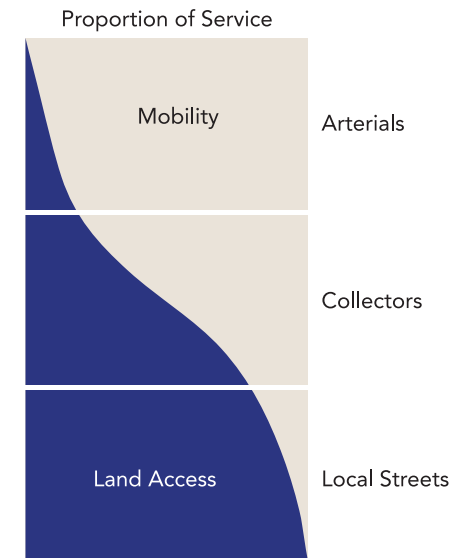 Proportion of Service
Mobility
Arterials
Collectors
Land Access
Local Streets